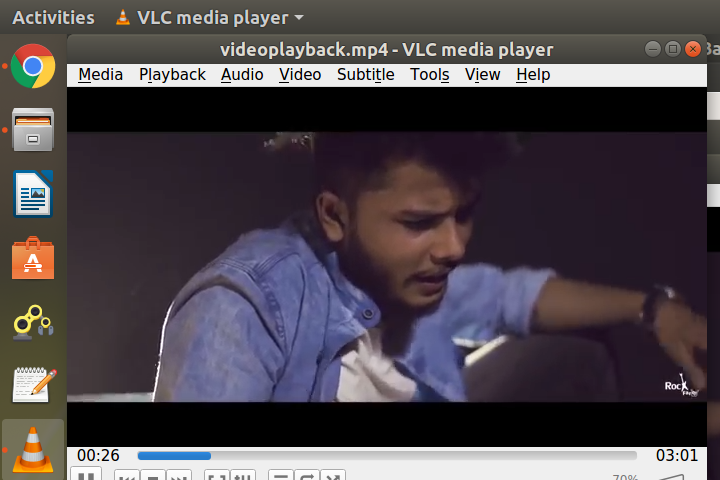 Activities VLC media player
videoplayback.mp4 - VLC media player
Media Playback Audio Video Subtitle Tools View Help
Rock
00:26 03:01
70%